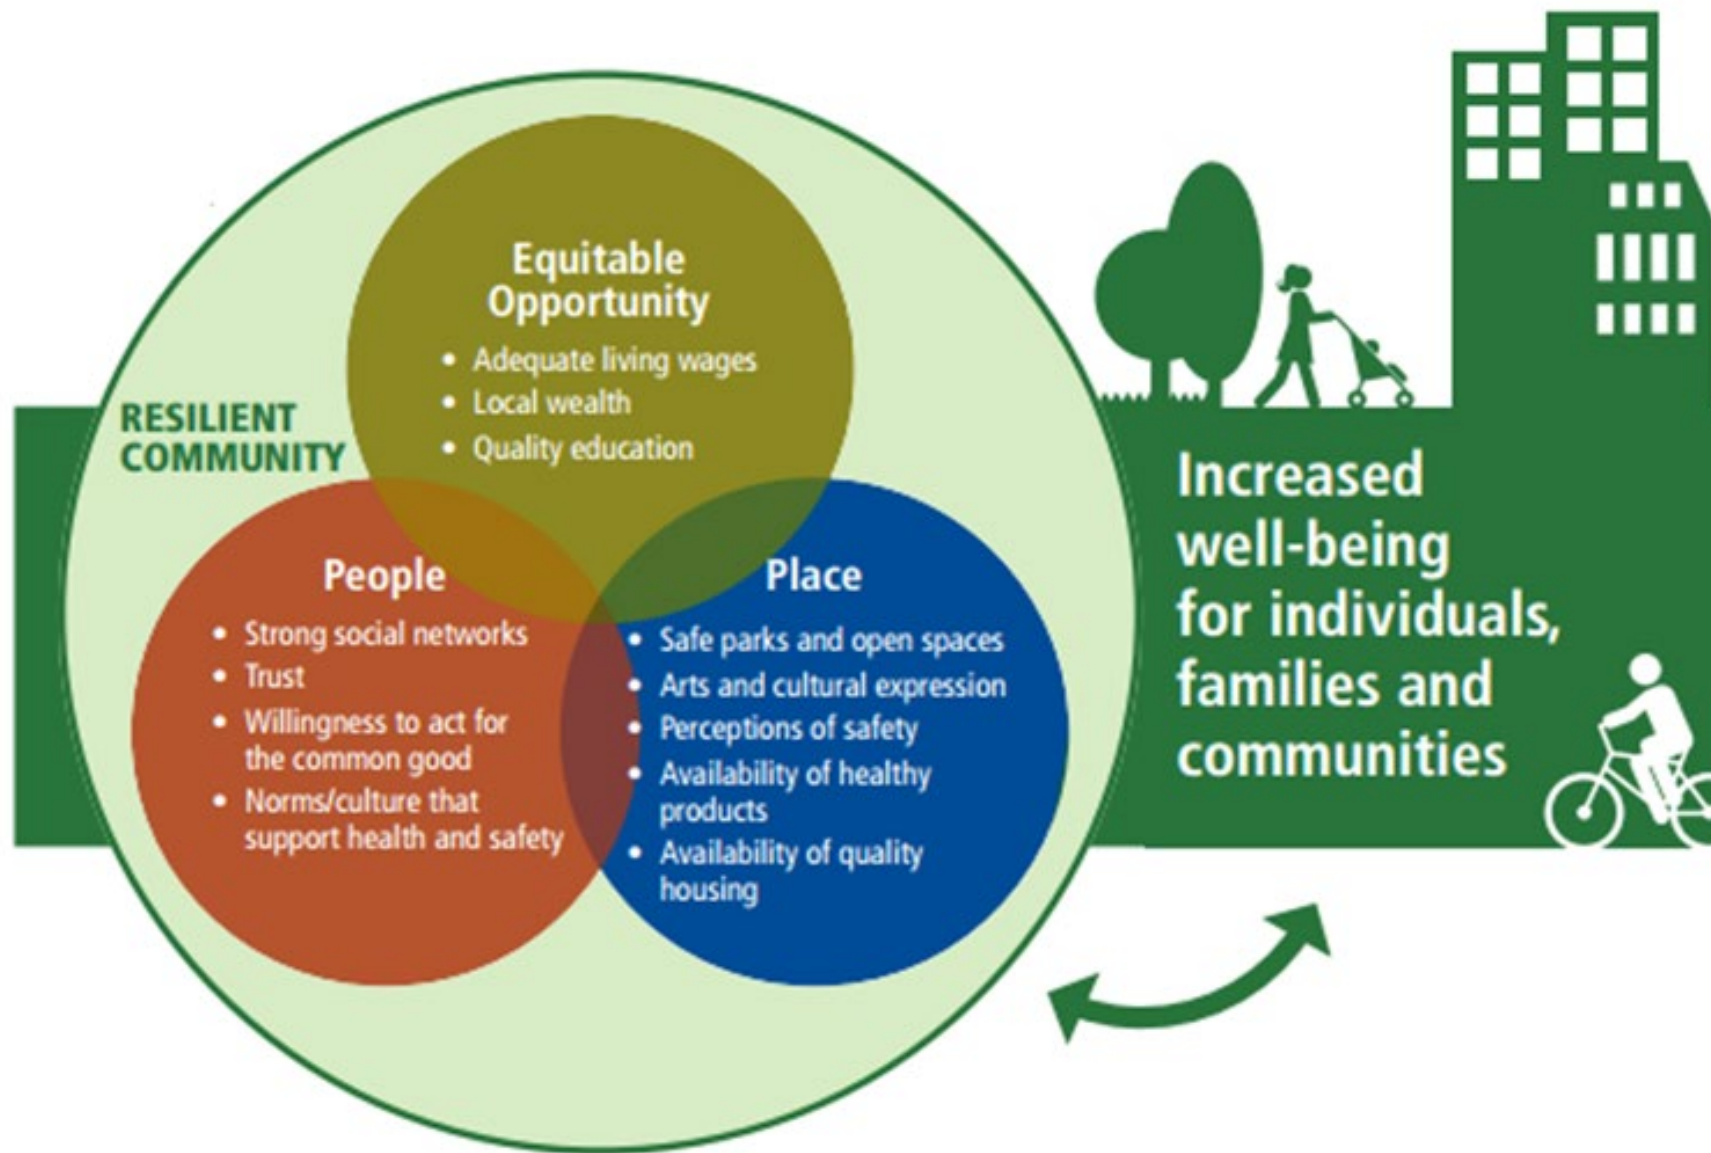 Equitable
Opportunity
• Adequate living wages
• Local wealth
• Quality education
RESILIENT
COMMUNITY
People
• Strong social networks
• Trust
• Willingness to act for
the common good
• Norms/culture that
support health and safety
Place
• Safe parks and open spaces
• Arts and cultural expression
• Perceptions of safety
• Availability of healthy
products
• Availability of quality
housing
Increased
well-being
for individuals,
families and
communities